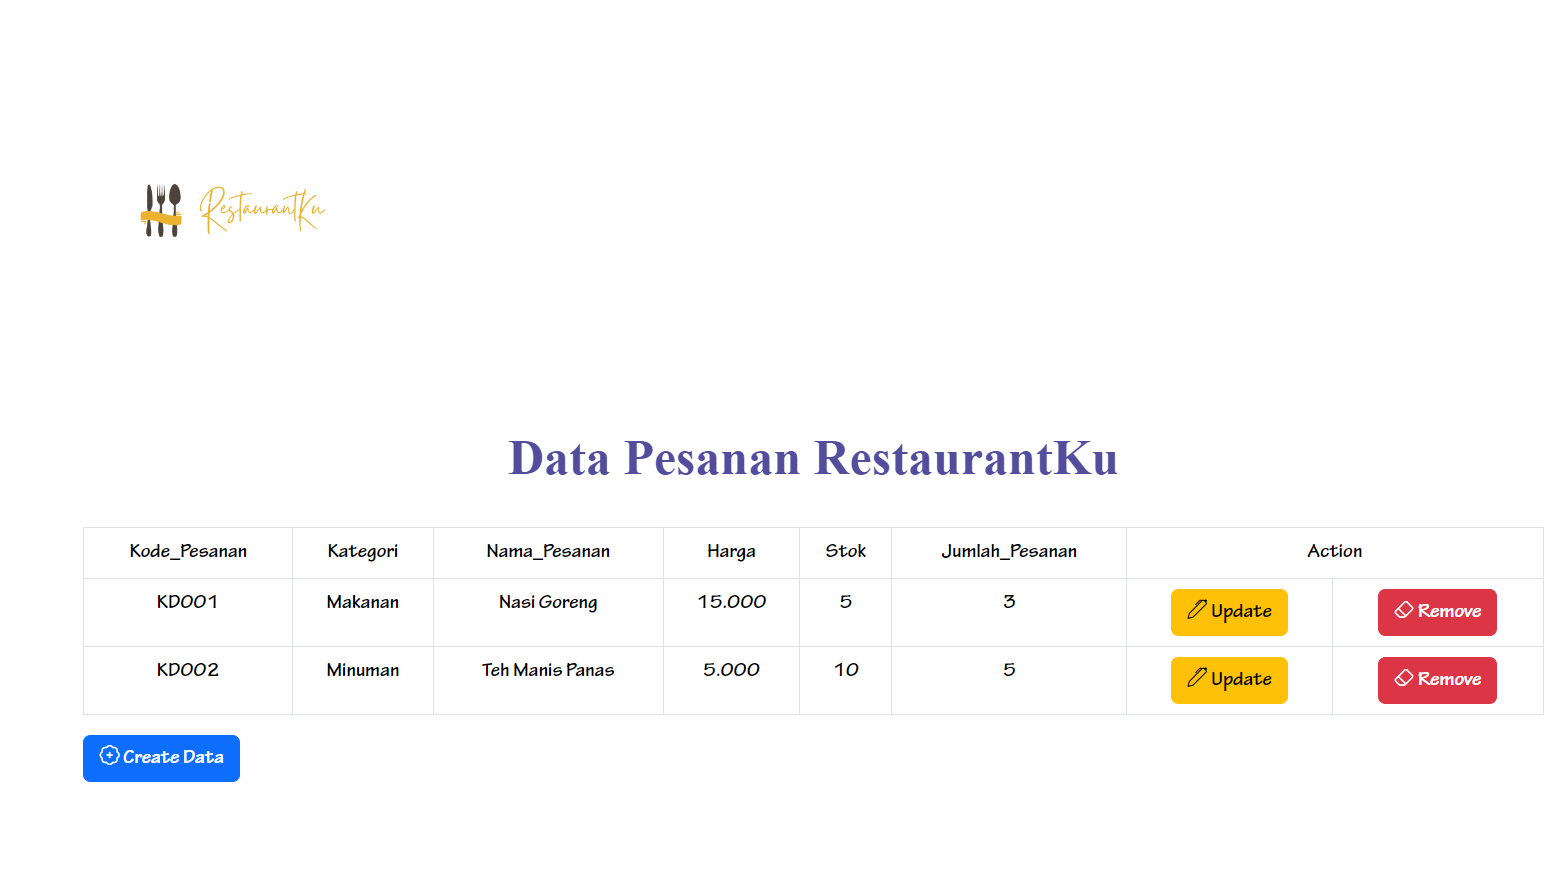 RestaurantKu
Data Pesanan RestaurantKu
Kode_Pesanan Kategori Nama_Pesanan Harga Stok Jumlah_Pesanan Action
KD001 Makanan Nasi Goreng 15.000 5 3 Update Remove
KD002 Minuman Teh Manis Panas 5.000 10 5 Update Remove
Create Data